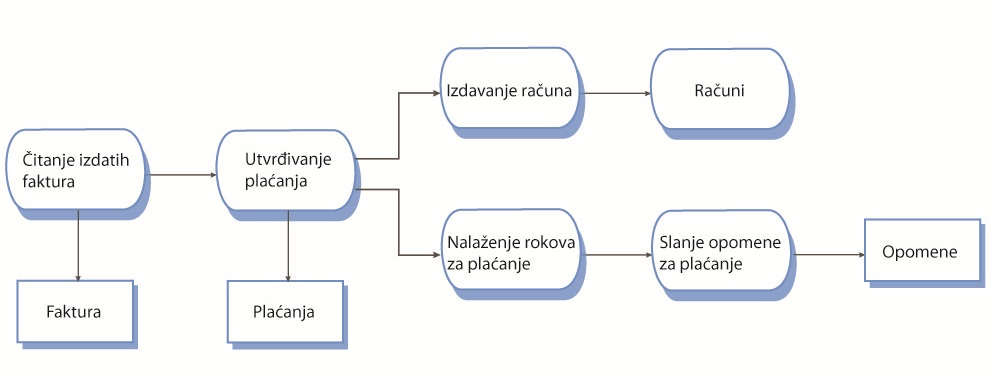 Čitanje izdatih
faktura
Utvrđivanje
plaćanja
Izdavanje računa
Računi
Nalaženje rokova
za plaćanje
Slanje opomene
za plaćanje
Opomene
Faktura
Plaćanja